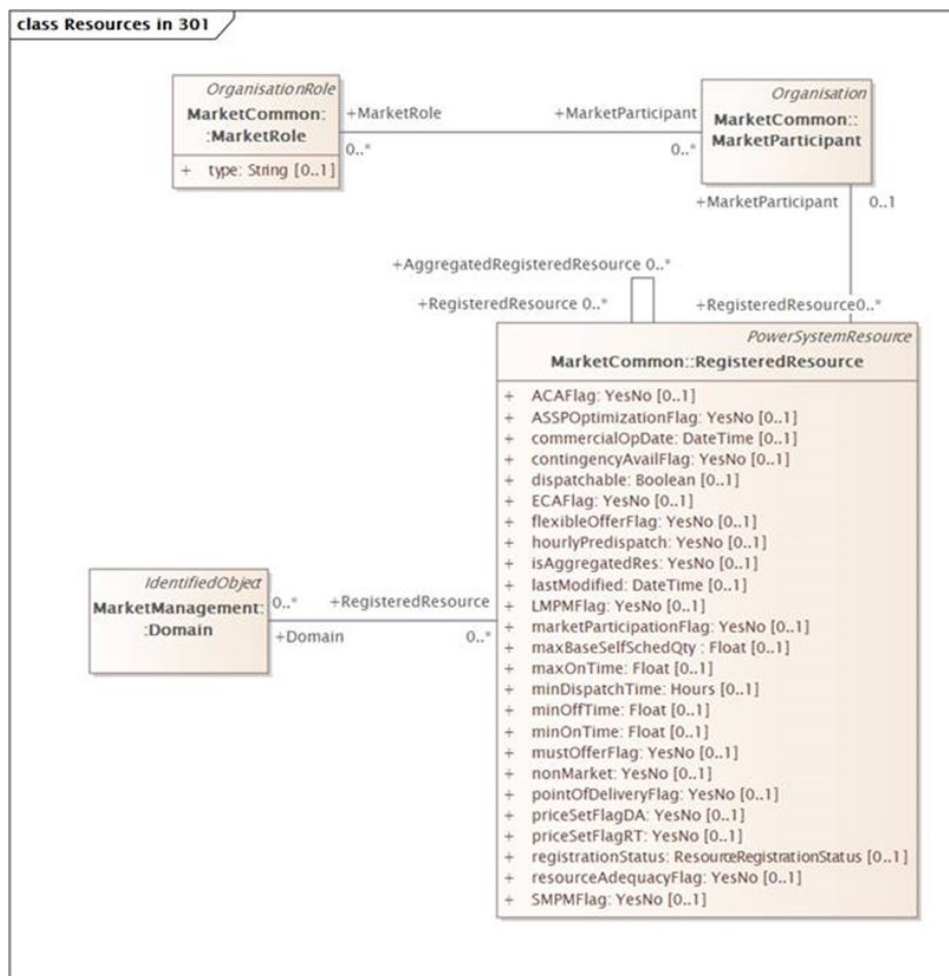 class Resources in 301
OrganisationRole
MarketCommon:
:MarketRole
+ type: String [0..1]
+MarketRole
0..*
+MarketParticipant
0..*
Organisation
MarketCommon::
MarketParticipant
+MarketParticipant 0..1
+AggregatedRegisteredResource 0..*
+RegisteredResource 0..*
+RegisteredResource0..*
PowerSystemResource
MarketCommon::RegisteredResource
+ ACAFlag: YesNo [0..1]
+ ASSPOptimizationFlag: YesNo [0..1]
+ commercialOpDate: DateTime [0..1]
+ contingencyAvailFlag: YesNo [0..1]
+ dispatchable: Boolean [0..1]
+ ECAFlag: YesNo [0..1]
+ flexibleOfferFlag: YesNo [0..1]
+ hourlyPredispatch: YesNo [0..1]
+ isAggregatedRes: YesNo [0..1]
+ lastModified: DateTime [0..1]
+ LMPMFlag: YesNo [0..1]
+ marketParticipationFlag: YesNo [0..1]
+ maxBaseSelfSchedQty : Float [0..1]
+ maxOnTime: Float [0..1]
+ minDispatchTime: Hours [0..1]
+ minOffTime: Float [0..1]
+ minOnTime: Float [0..1]
+ mustOfferFlag: YesNo [0..1]
+ nonMarket: YesNo [0..1]
+ pointOfDeliveryFlag: YesNo [0..1]
+ priceSetFlagDA: YesNo [0..1]
+ priceSetFlagRT: YesNo [0..1]
+ registrationStatus: ResourceRegistrationStatus [0..1]
+ resourceAdequacyFlag: YesNo [0..1]
+ SMPMFlag: YesNo [0..1]
IdentifiedObject
MarketManagement:
:Domain
0..* +RegisteredResource
+Domain 0..*